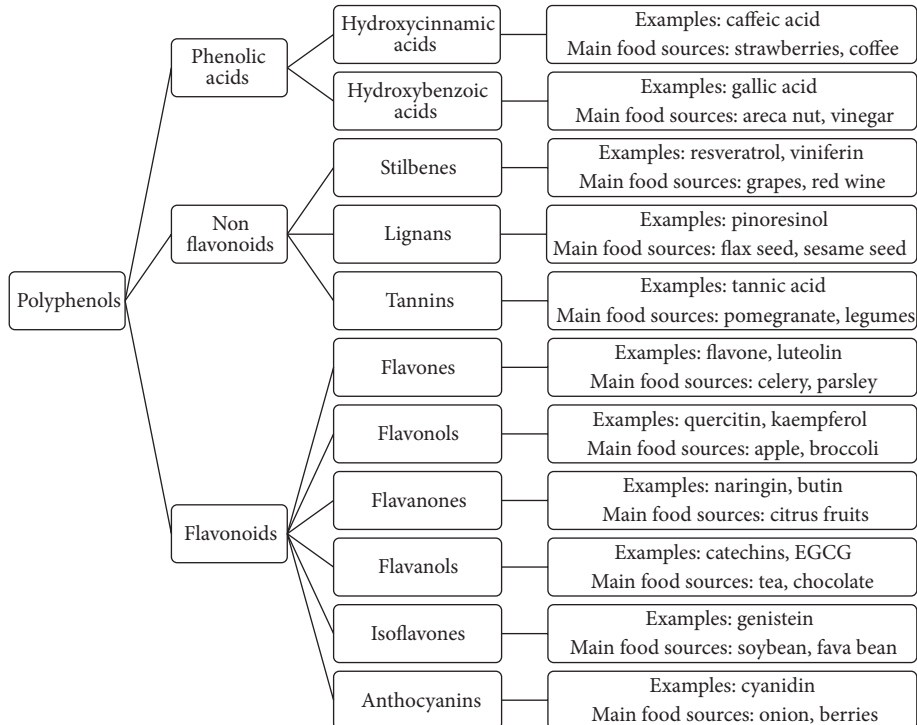 Polyphenols
Phenolic
acids
Hydroxycinnamic
acids
Examples: caffeic acid
Main food sources: strawberries, coffee
Hydroxybenzoic
acids
Examples: gallic acid
Main food sources: areca nut, vinegar
Non
flavonoids
Stilbenes
Examples: resveratrol, viniferin
Main food sources: grapes, red wine
Lignans
Examples: pinoresinol
Main food sources: flax seed, sesame seed
Tannins
Examples: tannic acid
Main food sources: pomegranate, legumes
Flavonoids
Flavones
Examples: flavone, luteolin
Main food sources: celery, parsley
Flavonols
Examples: quercitin, kaempferol
Main food sources: apple, broccoli
Flavanones
Examples: naringin, butin
Main food sources: citrus fruits
Flavanols
Examples: catechins, EGCG
Main food sources: tea, chocolate
Isoflavones
Examples: genistein
Main food sources: soybean, fava bean
Anthocyanins
Examples: cyanidin
Main food sources: onion, berries